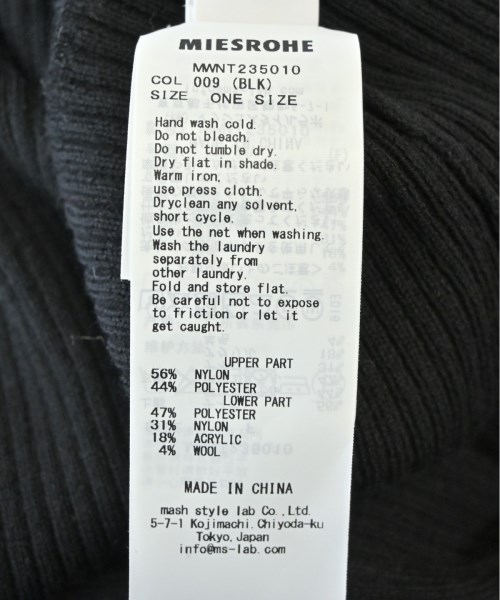 MIESROHE
MWNT235010
COL 009 (BLK)
SIZE ONE SIZE
Hand wash cold.
Do not bleach.
Do not tumble dry.
Dry flat in shade.
Warm iron,
use press cloth.
Dryclean any solvent,
short cycle.
Use the net when washing.
Wash the laundry
separately from
other laundry.
Fold and store flat.
Be careful not to expose
to friction or let it
get caught.
UPPER PART
56% NYLON
44% POLYESTER
LOWER PART
47% POLYESTER
31% NYLON
18% ACRYLIC
4% WOOL
MADE IN CHINA
mash style lab Co.,Ltd.
5-7-1 Kojimachi,Chiyoda-ku
Tokyo,Japan
info@ms-lab.com